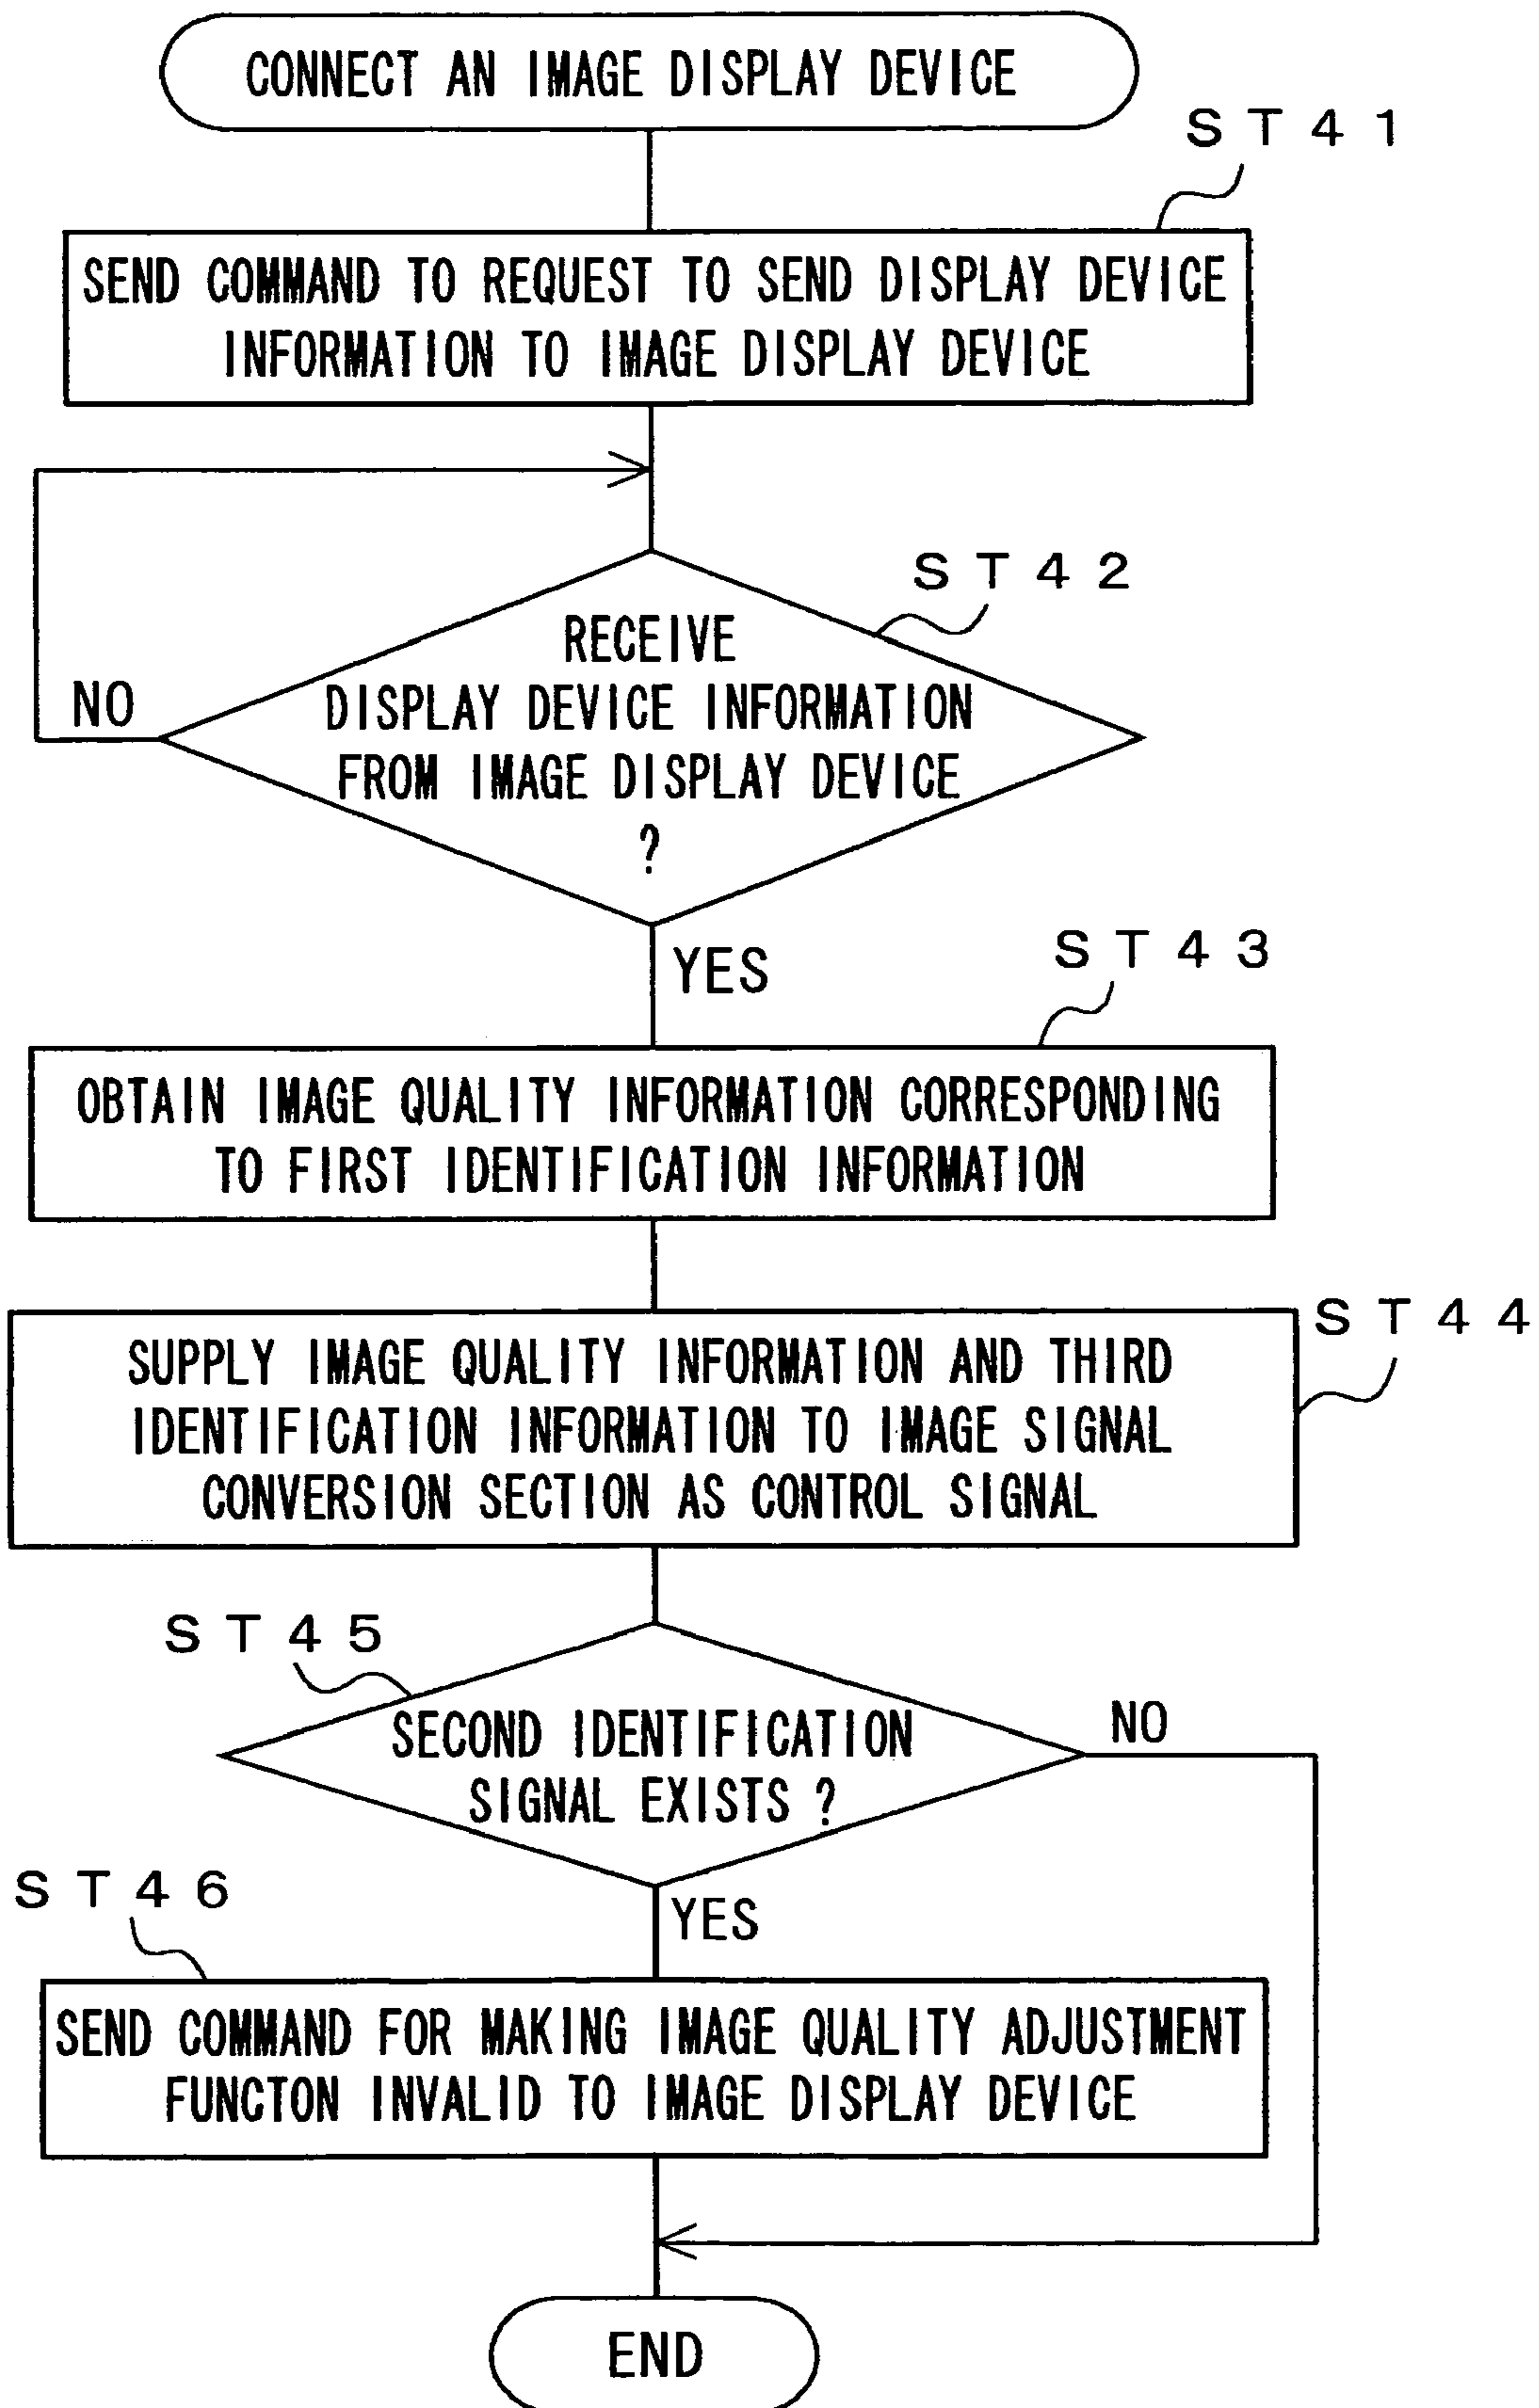 CONNECT AN IMAGE DISPLAY DEVICE
ST41
SEND COMMAND TO REQUEST TO SEND DISPLAY DEVICE
INFORMATION TO IMAGE DISPLAY DEVICE
ST42
RECEIVE
DISPLAY DEVICE INFORMATION
FROM IMAGE DISPLAY DEVICE
?
NO
YES
ST43
OBTAIN IMAGE QUALITY INFORMATION CORRESPONDING
TO FIRST IDENTIFICATION INFORMATION
ST44
SUPPLY IMAGE QUALITY INFORMATION AND THIRD
IDENTIFICATION INFORMATION TO IMAGE SIGNAL
CONVERSION SECTION AS CONTROL SIGNAL
ST45
SECOND IDENTIFICATION
SIGNAL EXISTS ?
NO
YES
ST46
SEND COMMAND FOR MAKING IMAGE QUALITY ADJUSTMENT
FUNCTON INVALID TO IMAGE DISPLAY DEVICE
END